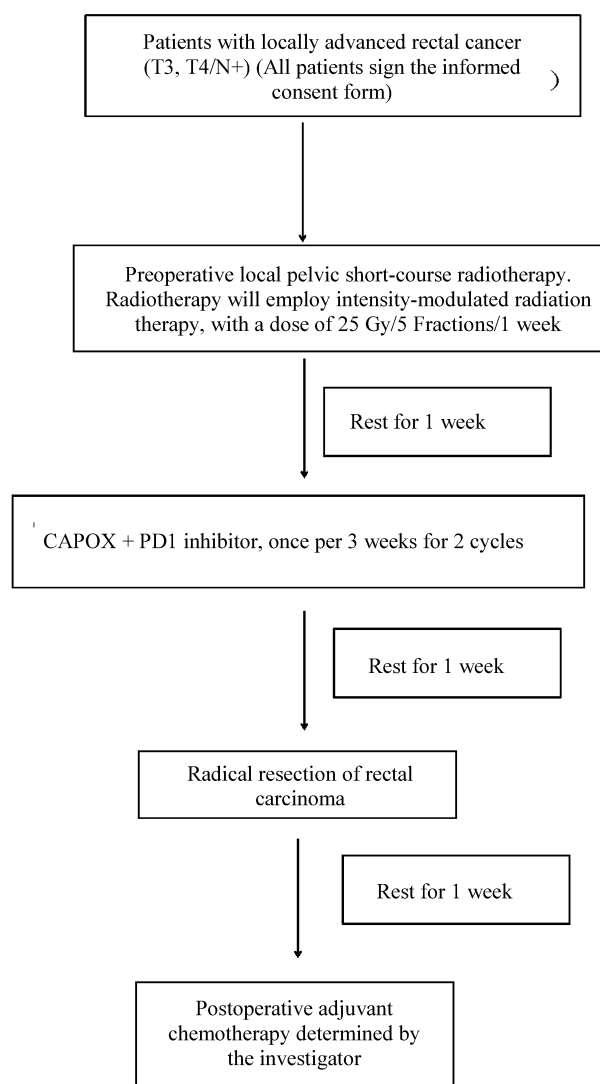 Patients with locally advanced rectal cancer
(T3, T4/N+) (All patients sign the informed
consent form)
)
Preoperative local pelvic short-course radiotherapy.
Radiotherapy will employ intensity-modulated radiation
therapy, with a dose of 25 Gy/5 Fractions/1 week
Rest for 1 week
CAPOX + PD1 inhibitor, once per 3 weeks for 2 cycles
Rest for 1 week
Radical resection of rectal
carcinoma
Rest for 1 week
Postoperative adjuvant
chemotherapy determined by
the investigator